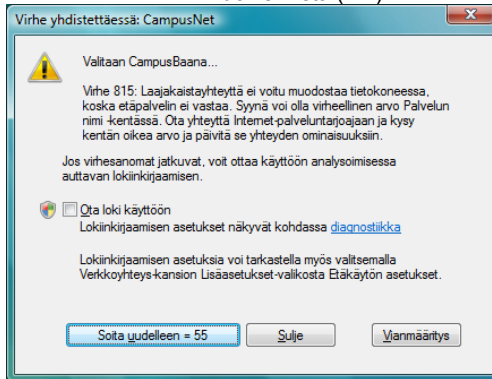 Virhe yhdistettäessä: CampusNet
Valitaan CampusBaana...
Virhe 815: Laajakaistayhteyttä ei voitu muodostaa tietokoneessa,
koska etäpalvelin ei vastaa. Syynä voi olla virheellinen arvo Palvelun
nimi -kentässä. Ota yhteyttä Internet-palveluntarjoajaan ja kysy
kentän oikea arvo ja päivitä se yhteyden ominaisuuksiin.
Jos virhesanomat jatkuvat, voit ottaa käyttöön analysoimisessa
auttavan lokiinkirjaamisen.
Ota loki käyttöön
Lokiinkirjaamisen asetukset näkyvät kohdassa diagnostiikka
Lokiinkirjaamisen asetuksia voi tarkastella myös valitsemalla
Verkkoyhteys-kansion Lisäasetukset-valikosta Etäkäytön asetukset.
Soita uudelleen = 55
Sulje
Vianmääritys